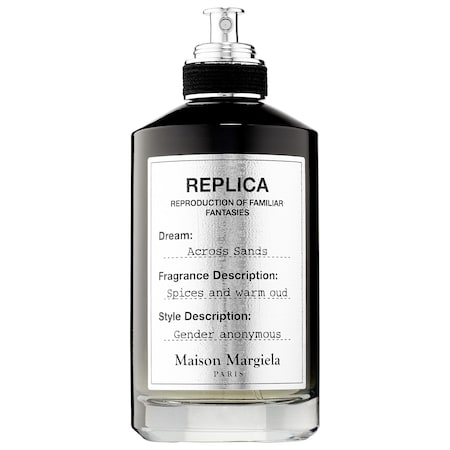 REPLICA
REPRODUCTION OF FAMILIAR
FANTASIES
Dream:
Across Sands
Fragrance Description:
Spices and warm oud
Style Description:
Gender anonymous
Maison Margiela
PARIS